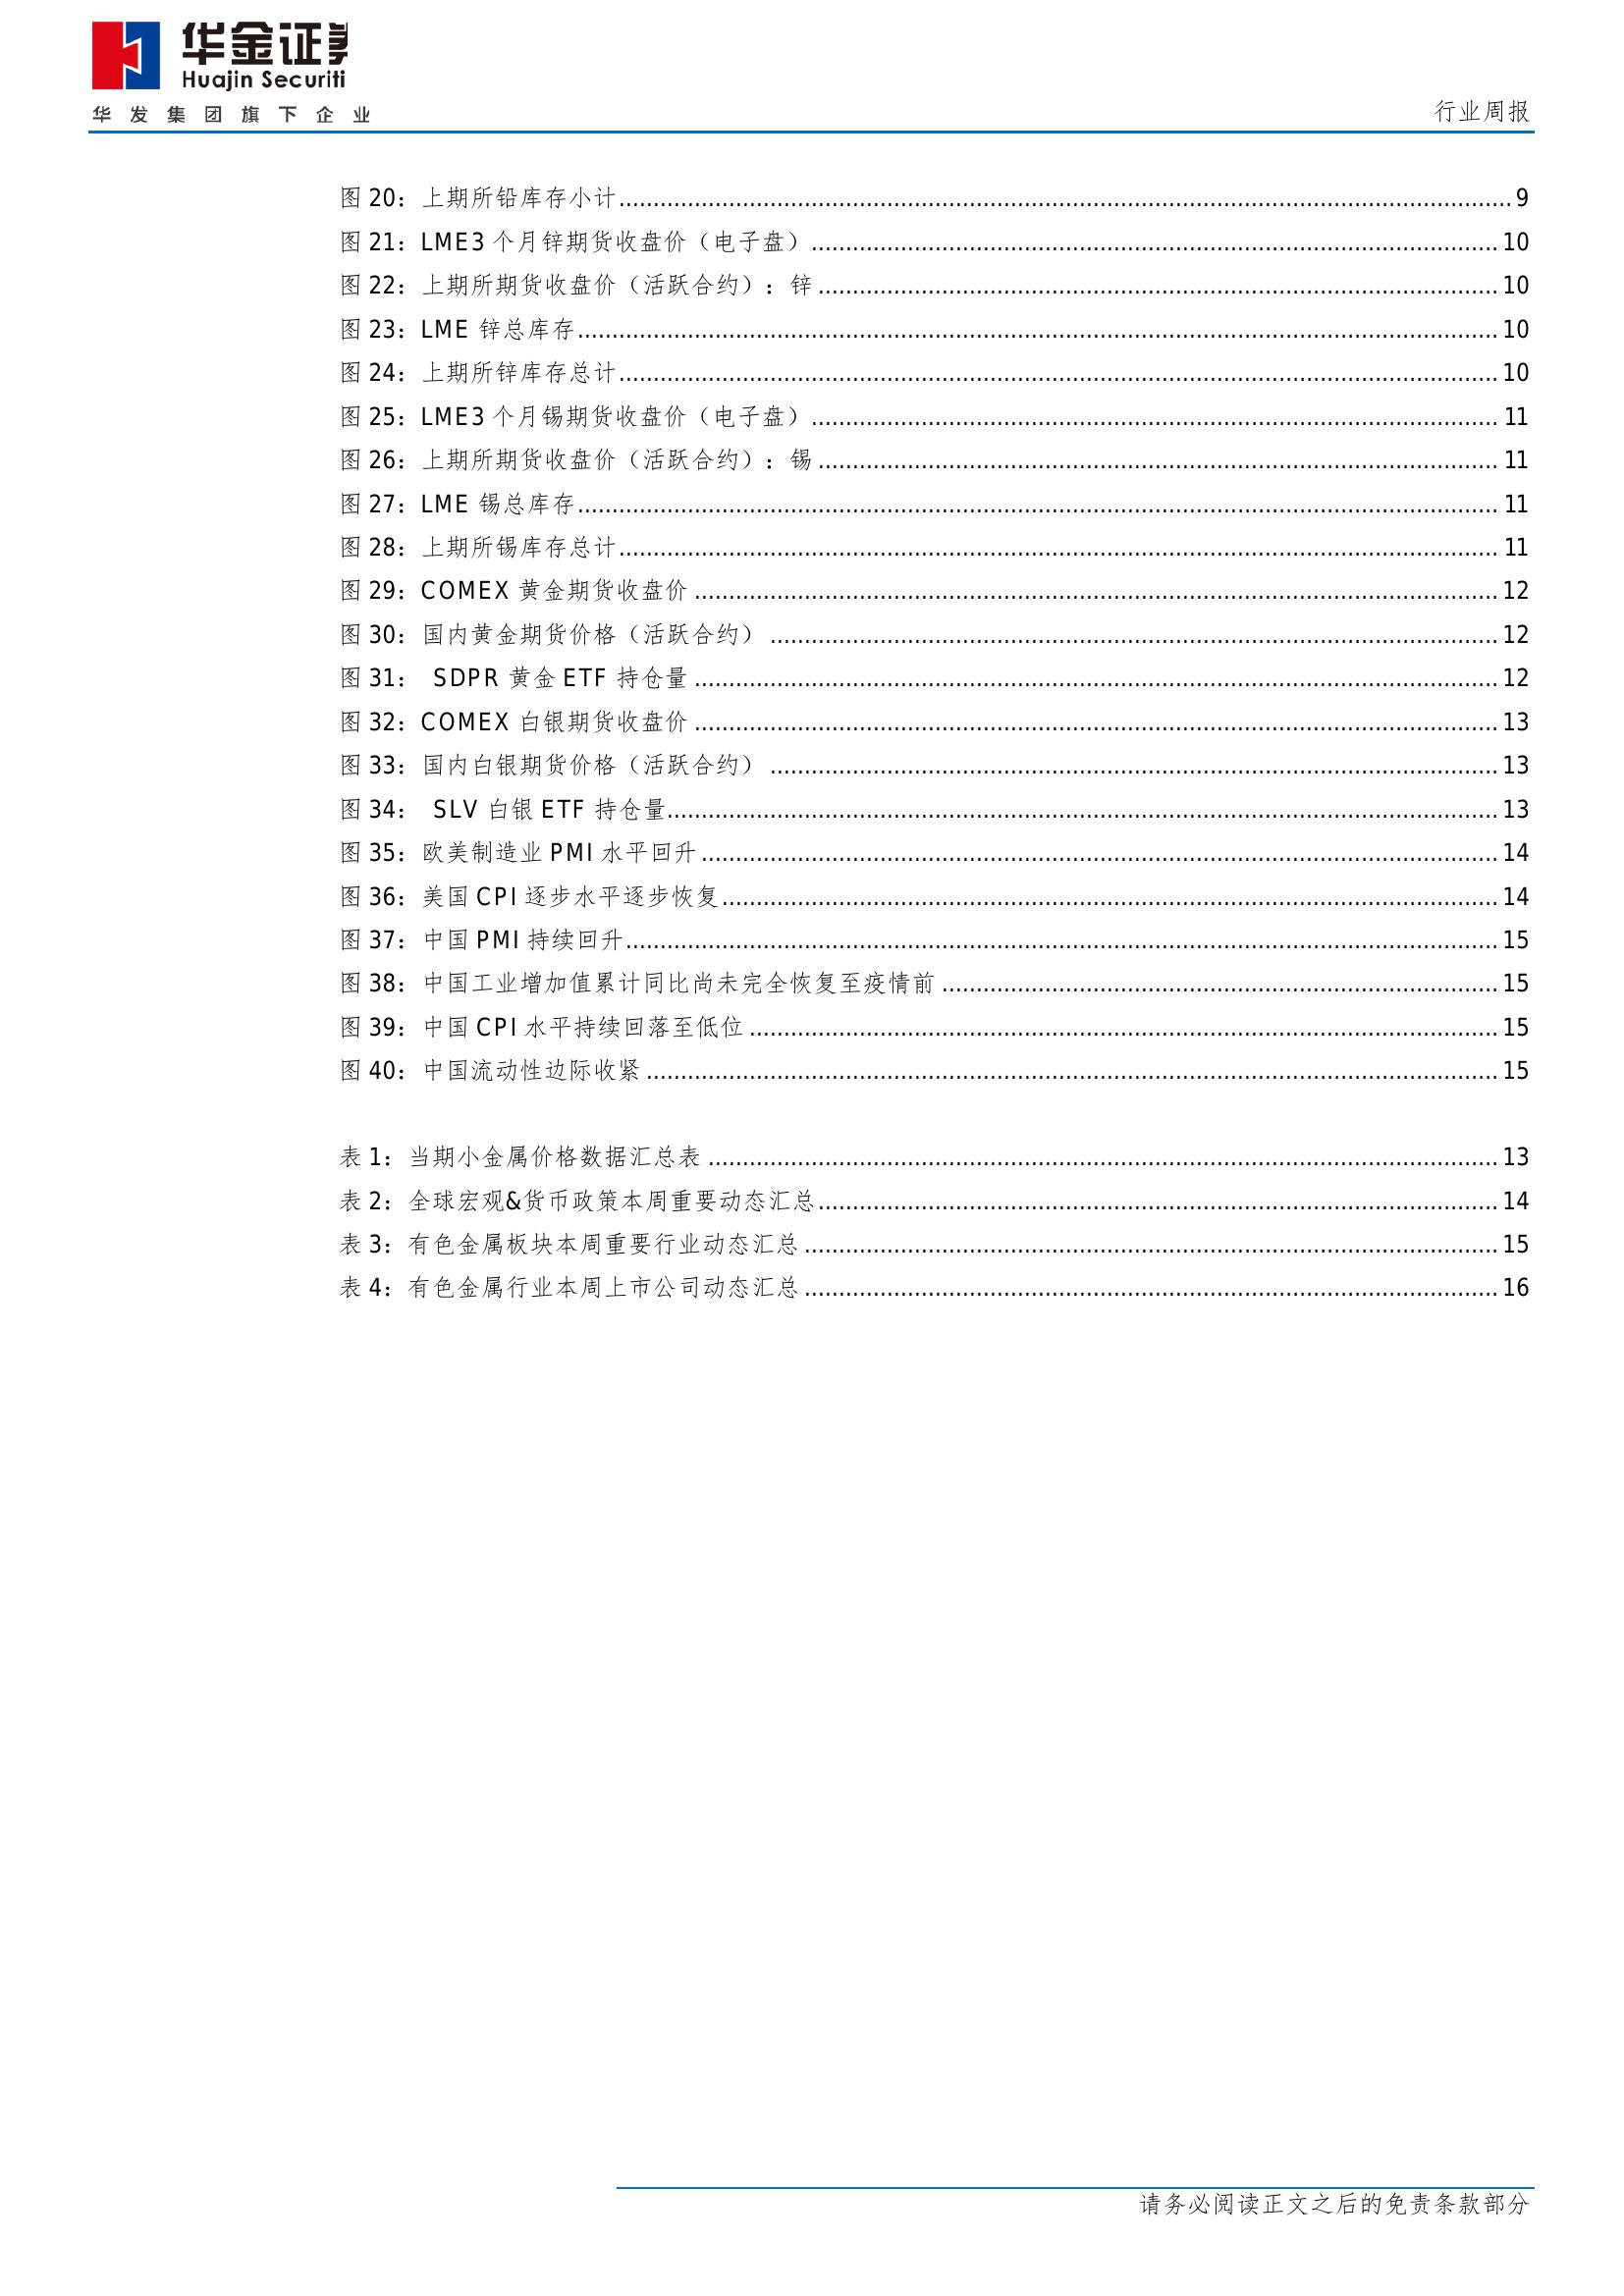 华金证
Huajin Securiti
华发集团旗下企业
行业周报
图 20：上期所铅库存小计........................................9
图 21：LME3 个月锌期货收盘价（电子盘）........................................10
图 22：上期所期货收盘价（活跃合约）：锌........................................10
图 23：LME 锌总库存........................................10
图 24：上期所锌库存总计........................................10
图 25：LME3 个月锡期货收盘价（电子盘）........................................11
图 26：上期所期货收盘价（活跃合约）：锡........................................11
图 27：LME 锡总库存........................................11
图 28：上期所锡库存总计........................................11
图 29：COMEX 黄金期货收盘价........................................12
图 30：国内黄金期货价格（活跃合约）........................................12
图 31： SDPR 黄金 ETF 持仓量........................................12
图 32：COMEX 白银期货收盘价........................................13
图 33：国内白银期货价格（活跃合约）........................................13
图 34： SLV 白银 ETF 持仓量........................................13
图 35：欧美制造业 PMI 水平回升........................................14
图 36：美国 CPI 逐步水平逐步恢复........................................14
图 37：中国 PMI 持续回升........................................15
图 38：中国工业增加值累计同比尚未完全恢复至疫情前........................................15
图 39：中国 CPI 水平持续回落至低位........................................15
图 40：中国流动性边际收紧........................................15
表 1：当期小金属价格数据汇总表........................................13
表 2：全球宏观&货币政策本周重要动态汇总........................................14
表 3：有色金属板块本周重要行业动态汇总........................................15
表 4：有色金属行业本周上市公司动态汇总........................................16
请务必阅读正文之后的免责条款部分